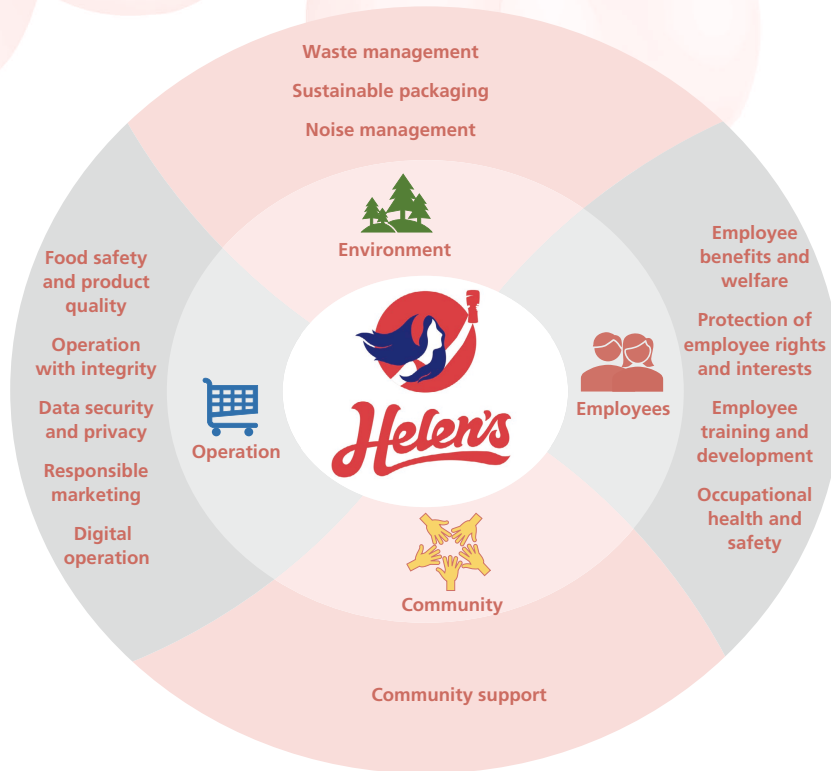 Waste management
Sustainable packaging
Noise management
Environment
Food safety
and product
quality
Operation
with integrity
Data security
and privacy
Responsible
marketing
Digital
operation
Operation
Helen's
Employees
Employee
benefits and
welfare
Protection of
employee rights
and interests
Employee
training and
development
Occupational
health and
safety
Community
Community support